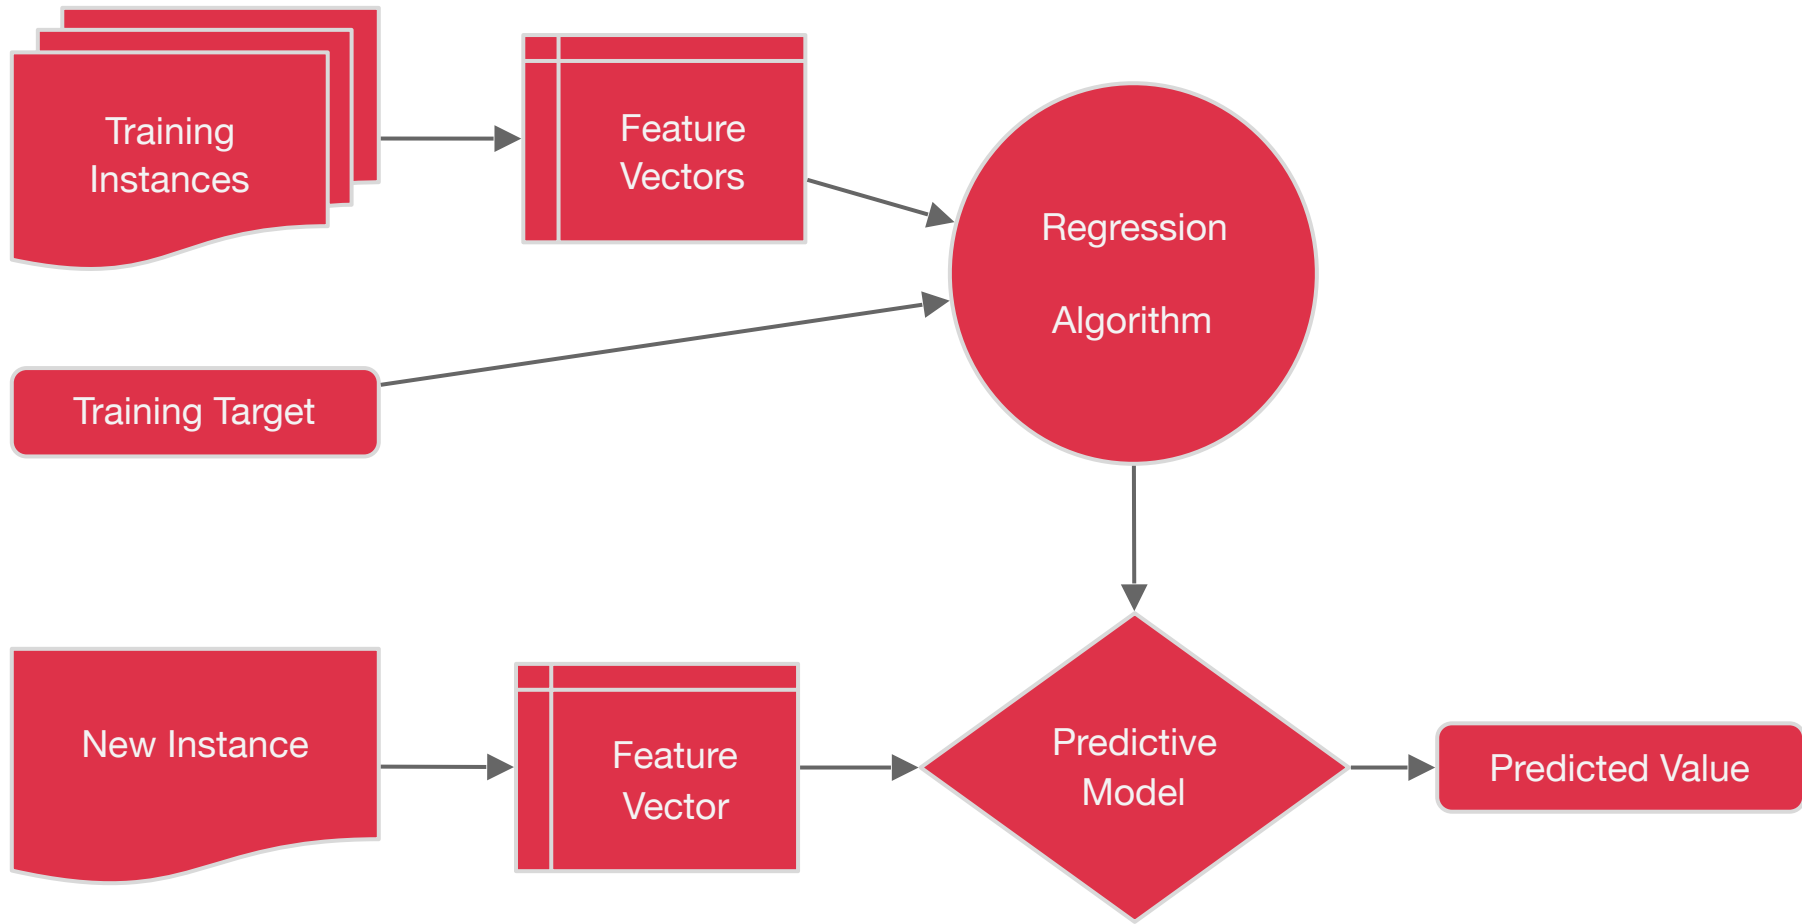 Training
Instances
Feature
Vectors
Regression
Algorithm
Training Target
New Instance
Feature
Vector
Predictive
Model
Predicted Value